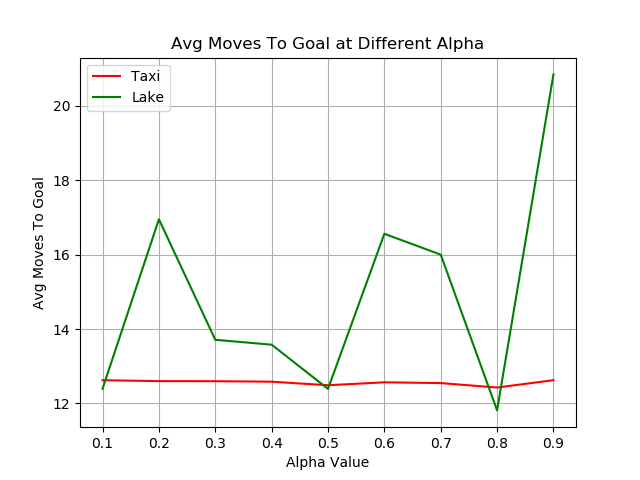 Avg Moves To Goal at Different Alpha
Taxi
Lake
Avg Moves To Goal
20
18
16
14
12
0.1 0.2 0.3 0.4 0.5 0.6 0.7 0.8 0.9
Alpha Value